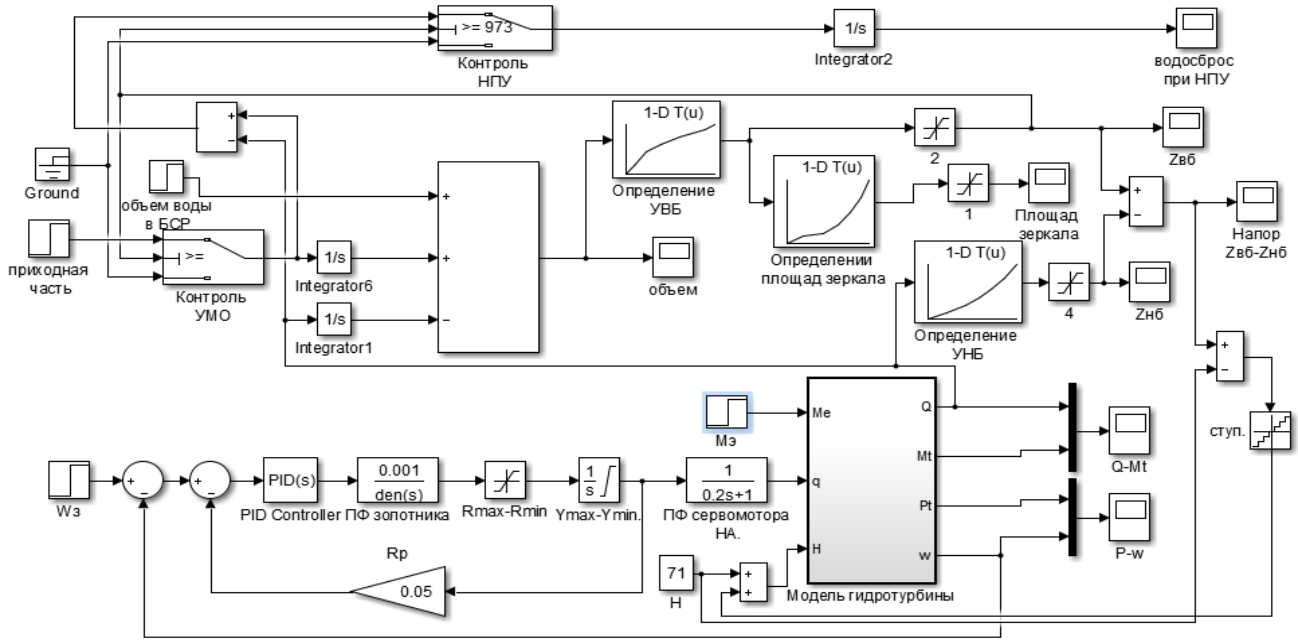 >= 973
Контроль
НПУ
1/s
Integrator2
водосброс
при НПУ
+
−
Ground
объем воды
в БСР
приходная
часть
>=
Контроль
УМО
1/s
Integrator6
1/s
Integrator1
+
+
−
объем
1-D T(u)
Определение
УВБ
1-D T(u)
Определении
площад зеркала
2
1
Площад
зеркала
Zвб
1-D T(u)
Определение
УНБ
4
Zнб
+
−
Напор
Zвб-Zнб
+
−
ступ.
Мэ
Me
q
H
Q
Mt
Pt
w
Модель гидротурбины
Q-Mt
P-w
Wз
−
−
PID(s)
PID Controller
0.001
den(s)
ПФ золотника
Rmax-Rmin
1
s
Ymax-Ymin.
1
0.2s+1
ПФ сервомотора
НА.
Rp
0.05
71
H
+
+